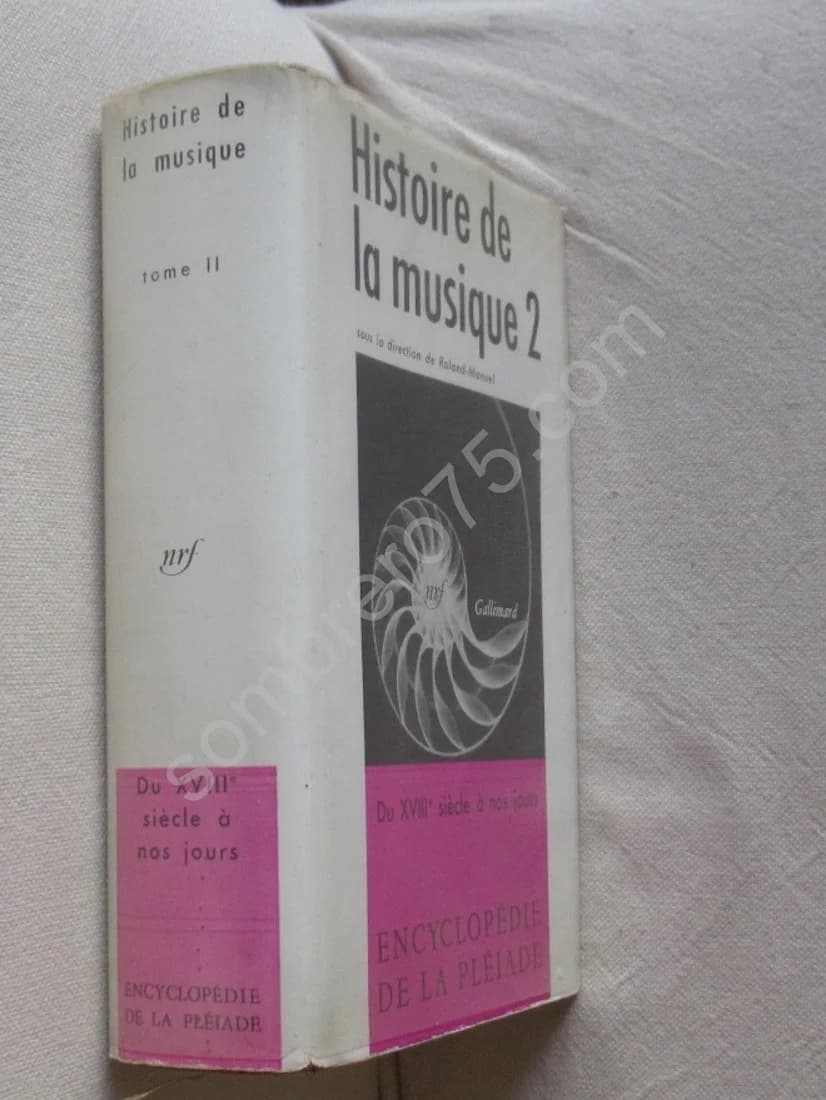 Histoire de
la musique
tome II
nrf
Du XVIIIᵉ
siècle à
nos jours
ENCYCLOPÉDIE
DE LA PLÉIADE
Histoire de
la musique 2
sous la direction de Roland-Manuel
nrf
Gallimard
Du XVIIIᵉ siècle à nos jours
ENCYCLOPÉDIE
DE LA PLÉIADE
sombrero75.com